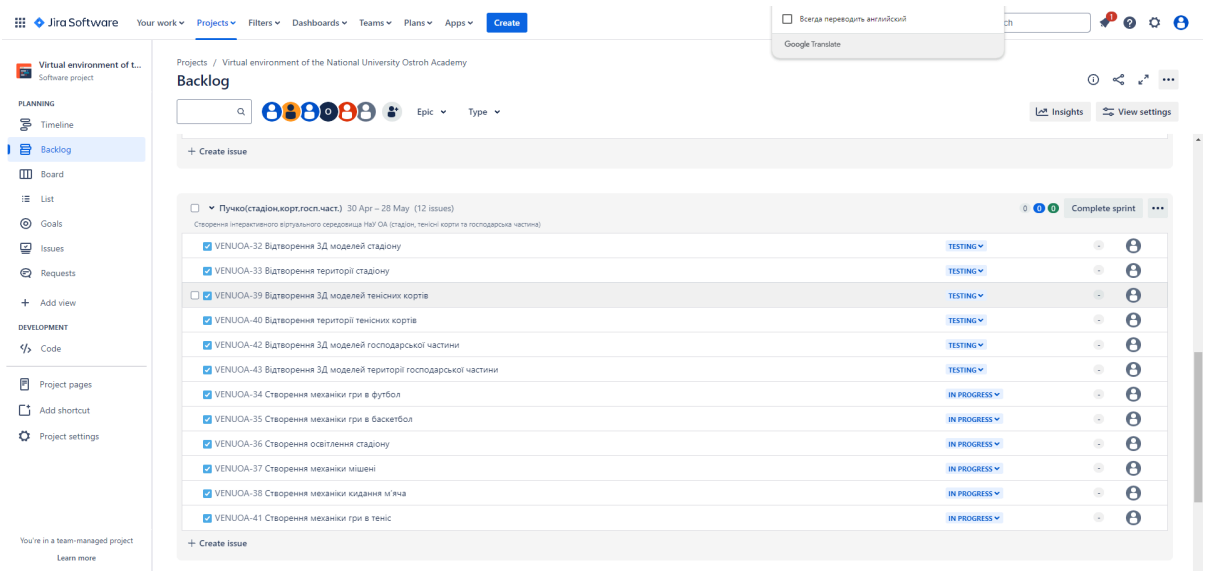 Jira Software Your work Projects Filters Dashboards Teams Plans Apps Create
Всегда переводить английский
ch
1
Google Translate
Virtual environment of t...
Software project
PLANNING
Timeline
Backlog
Board
List
Goals
Issues
Requests
Add view
DEVELOPMENT
Code
Project pages
Add shortcut
Project settings
You're in a team-managed project
Learn more
Projects / Virtual environment of the National University Ostroh Academy
Backlog
O Epic Type
Insights View settings
+ Create issue
Пучко(стадіон,корт,госп.част.) 30 Apr – 28 May (12 issues) 0 0 0 Complete sprint
Створення інтерактивного віртуального середовища НаУ ОА (стадіон, тенісні корти та господарська частина)
VENUOA-32 Відтворення 3Д моделей стадіону TESTING -
VENUOA-33 Відтворення території стадіону TESTING -
VENUOA-39 Відтворення 3Д моделей тенісних кортів TESTING -
VENUOA-40 Відтворення території тенісних кортів TESTING -
VENUOA-42 Відтворення 3Д моделей господарської частини TESTING -
VENUOA-43 Відтворення 3Д моделей території господарської частини TESTING -
VENUOA-34 Створення механіки гри в футбол IN PROGRESS -
VENUOA-35 Створення механіки гри в баскетбол IN PROGRESS -
VENUOA-36 Створення освітлення стадіону IN PROGRESS -
VENUOA-37 Створення механіки мішені IN PROGRESS -
VENUOA-38 Створення механіки кидання м'яча IN PROGRESS -
VENUOA-41 Створення механіки гри в теніс IN PROGRESS -
+ Create issue